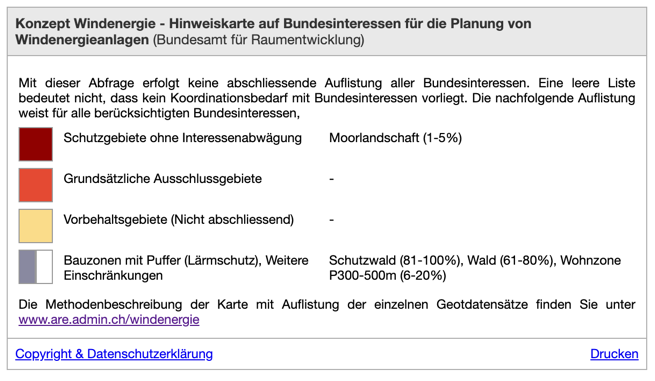 Konzept Windenergie - Hinweiskarte auf Bundesinteressen für die Planung von
Windenergieanlagen (Bundesamt für Raumentwicklung)
Mit dieser Abfrage erfolgt keine abschliessende Auflistung aller Bundesinteressen. Eine leere Liste
bedeutet nicht, dass kein Koordinationsbedarf mit Bundesinteressen vorliegt. Die nachfolgende Auflistung
weist für alle berücksichtigten Bundesinteressen,
Schutzgebiete ohne Interessenabwägung Moorlandschaft (1-5%)
Grundsätzliche Ausschlussgebiete -
Vorbehaltsgebiete (Nicht abschliessend) -
Bauzonen mit Puffer (Lärmschutz), Weitere Schutzwald (81-100%), Wald (61-80%), Wohnzone
Einschränkungen P300-500m (6-20%)
Die Methodenbeschreibung der Karte mit Auflistung der einzelnen Geotdatensätze finden Sie unter
www.are.admin.ch/windenergie
Copyright & Datenschutzerklärung Drucken